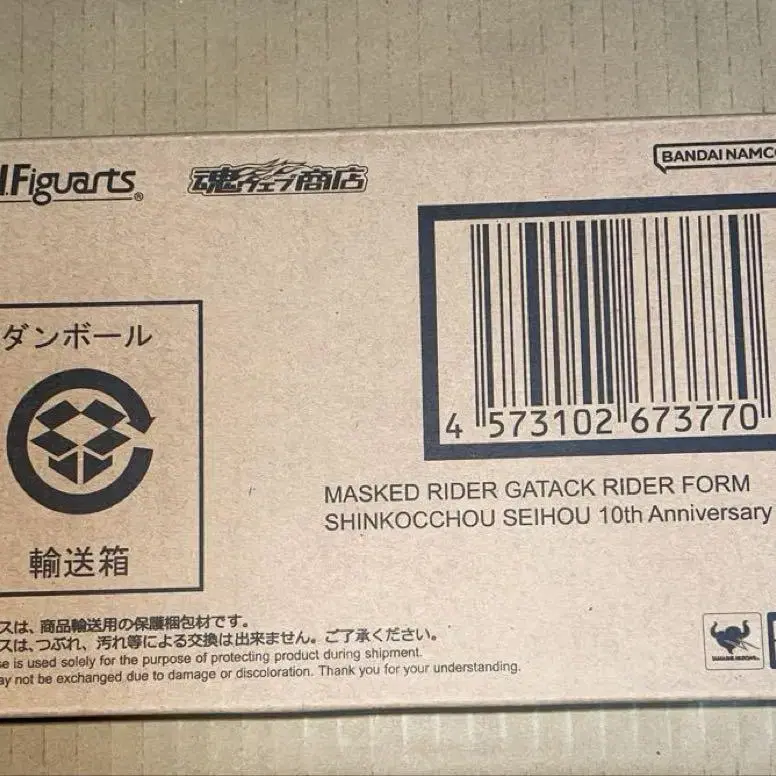 .Figuarts®
魂ウェブ商店
BANDAI NAMCO
ダンボール
輸送箱
4 573102 673770
MASKED RIDER GATACK RIDER FORM
SHINKOCCHOU SEIHOU 10th Anniversary
スは、商品輸送用の保護梱包材です。
スは、つぶれ、汚れ等による交換は出来ません。ご了承ください。
se is used solely for the purpose of protecting product during shipment.
ay not be exchanged due to damage or discoloration. Thank you for your understanding.